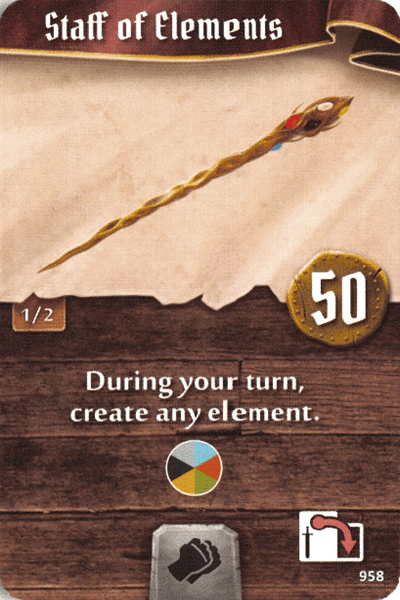 Staff of Elements
50
1/2
During your turn,
create any element.
958